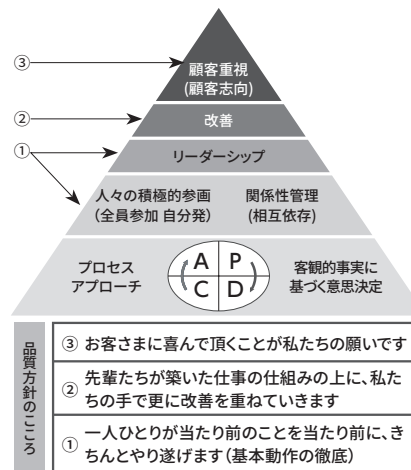 ③
顧客重視
(顧客志向)
②
改善
①
リーダーシップ
人々の積極的参画
(全員参加 自分発)
関係性管理
(相互依存)
プロセス
アプローチ
A P
C D
客観的事実に
基づく意思決定
品質方針のこころ
③ お客さまに喜んで頂くことが私たちの願いです
② 先輩たちが築いた仕事の仕組みの上に、私た
ちの手で更に改善を重ねていきます
① 一人ひとりが当たり前のことを当たり前に、き
ちんとやり遂げます(基本動作の徹底)